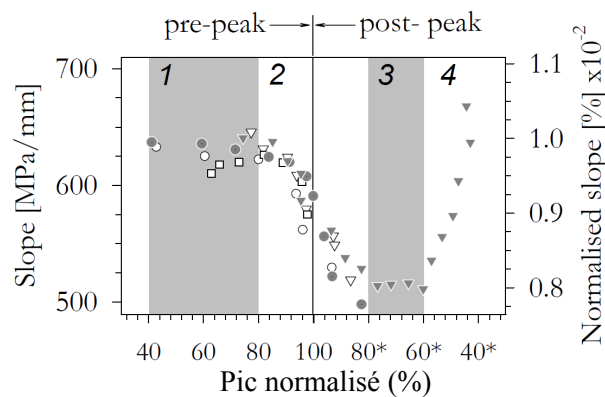 pre-peak post- peak
700
600
500
Slope [MPa/mm]
1 2 3 4
1.1
1.0
0.9
0.8
Normalised slope [%] x10-2
40 60 80 100 80* 60* 40*
Pic normalisé (%)